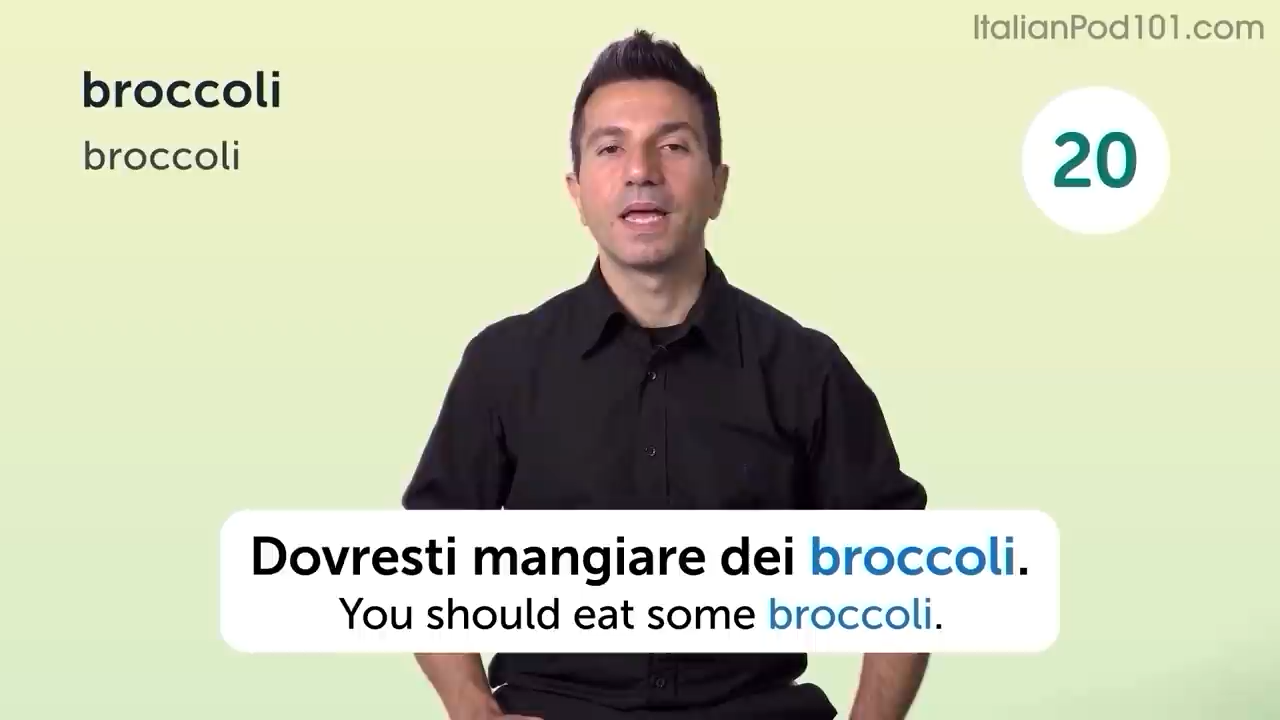 ItalianPod101.com
broccoli
broccoli
20
Dovresti mangiare dei broccoli.
You should eat some broccoli.